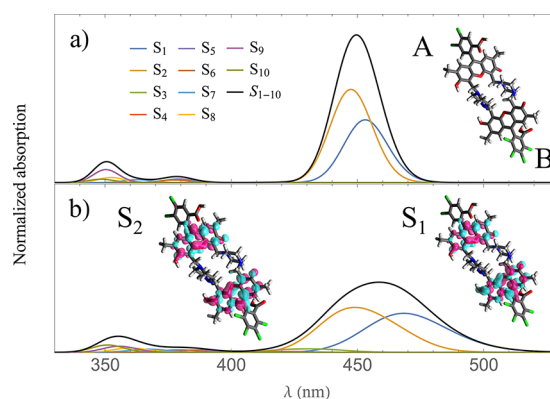 a)
S₁ S₅ S₉
S₂ S₆ S₁₀
S₃ S₇ S₁₋₁₀
S₄ S₈
A
B
Normalized absorption
b)
S₂
S₁
350 400 450 500
λ (nm)